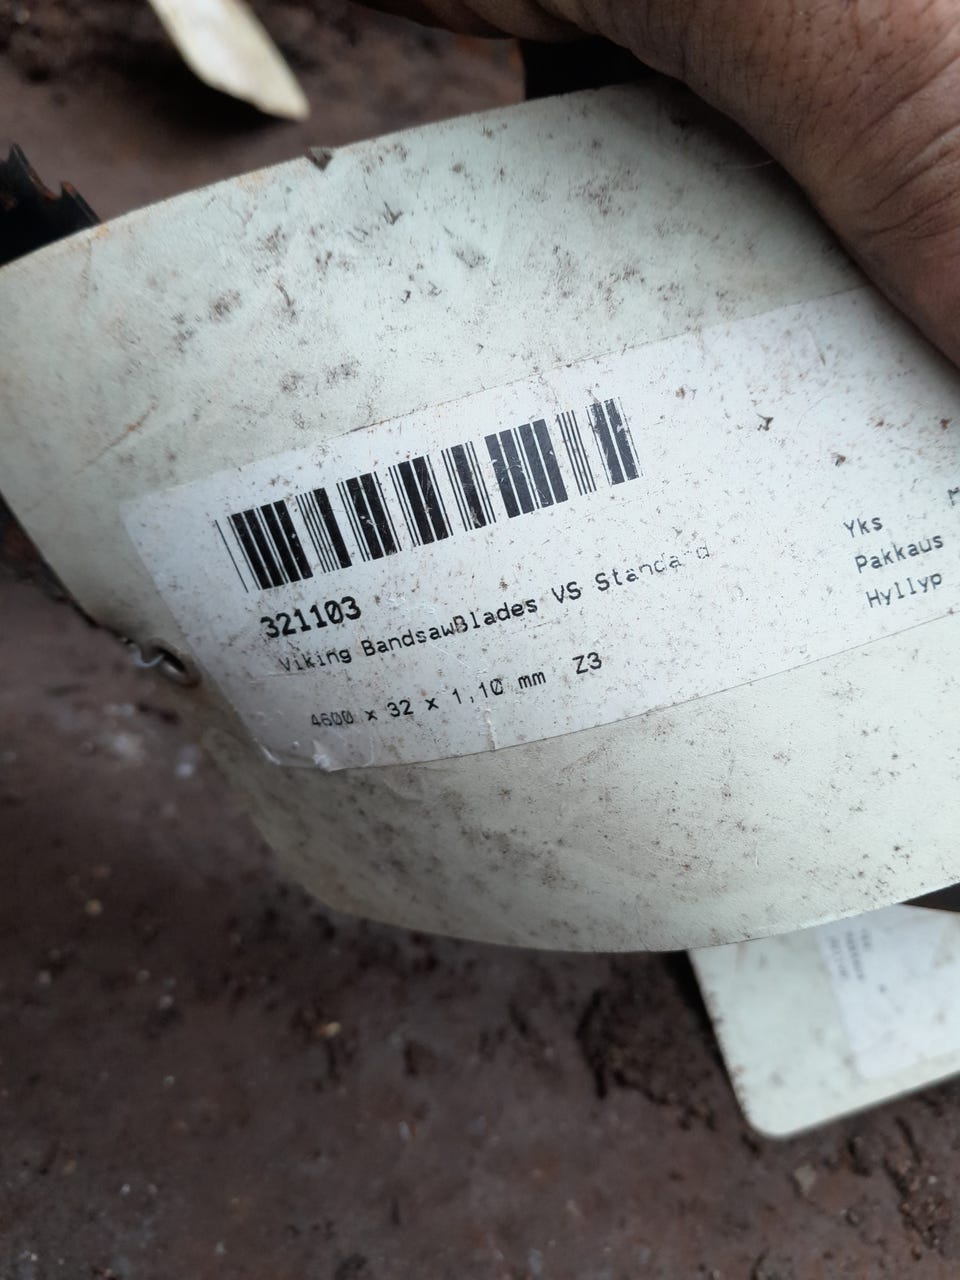 321103
Viking BandsawBlades VS Standard
4600 x 32 x 1,10 mm Z3
Yks
Pakkaus
Hyllyp